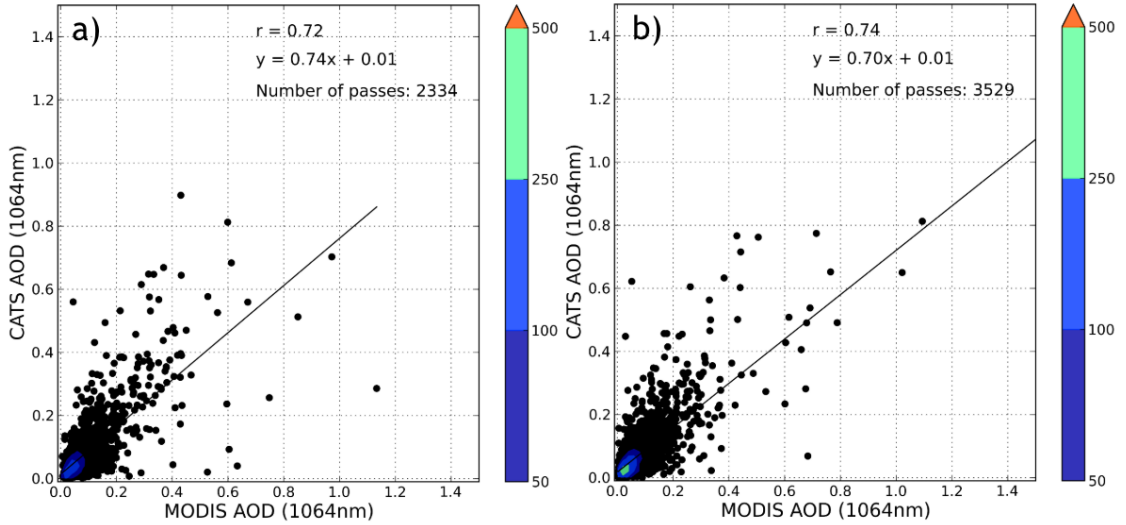 a)
r = 0.72
y = 0.74x + 0.01
Number of passes: 2334
CATS AOD (1064nm)
1.4
1.2
1.0
0.8
0.6
0.4
0.2
0.0
0.0 0.2 0.4 0.6 0.8 1.0 1.2 1.4
MODIS AOD (1064nm)
500
250
100
50
b)
r = 0.74
y = 0.70x + 0.01
Number of passes: 3529
CATS AOD (1064nm)
1.4
1.2
1.0
0.8
0.6
0.4
0.2
0.0
0.0 0.2 0.4 0.6 0.8 1.0 1.2 1.4
MODIS AOD (1064nm)
500
250
100
50